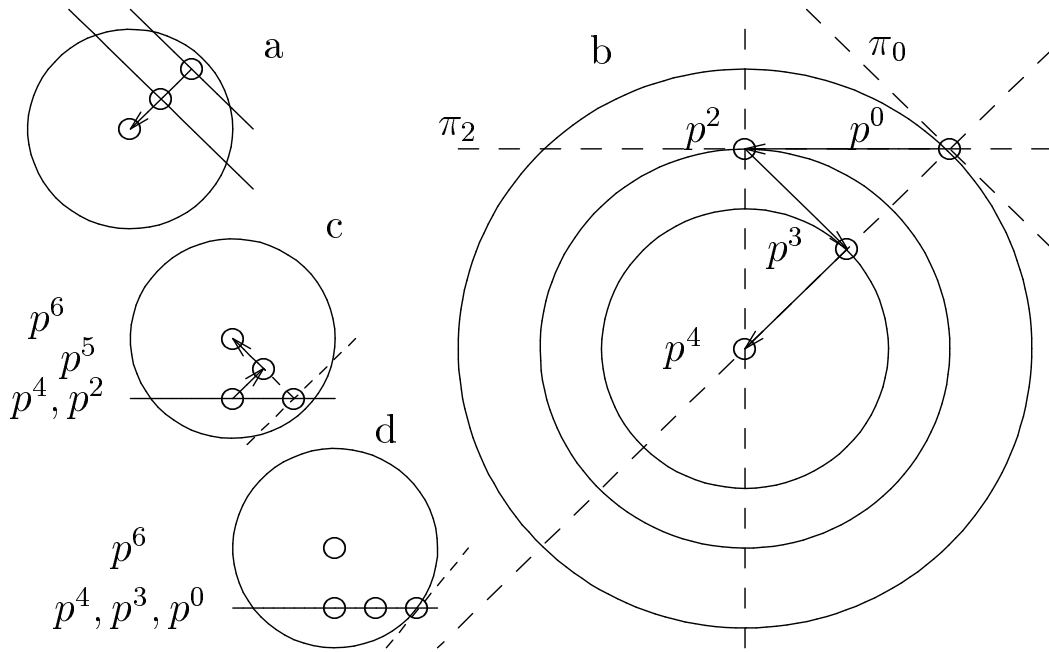 a
b
π₀
π₂
p²
p⁰
p³
p⁴
c
p⁶
p⁵
p⁴, p²
d
p⁶
p⁴, p³, p⁰